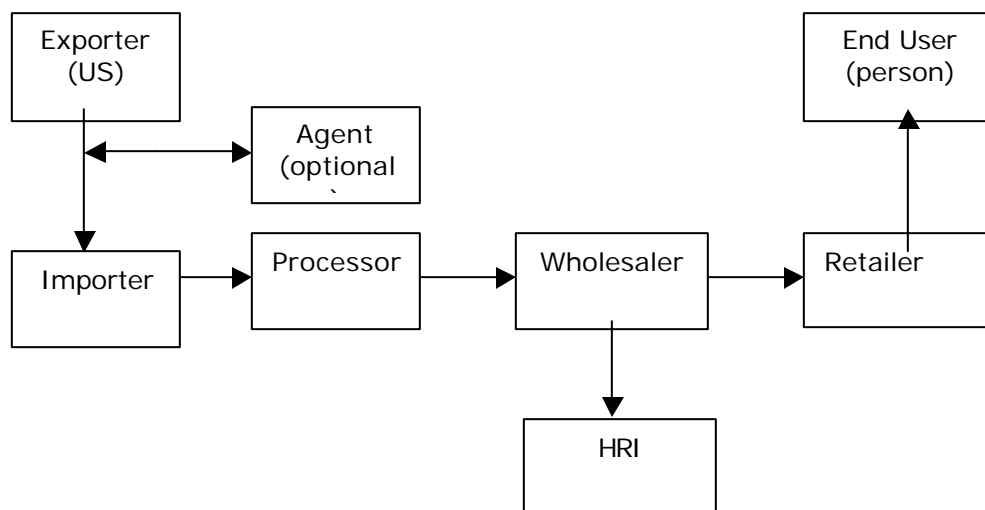 Exporter
(US)
End User
(person)
Agent
(optional
)
Importer
Processor
Wholesaler
Retailer
HRI